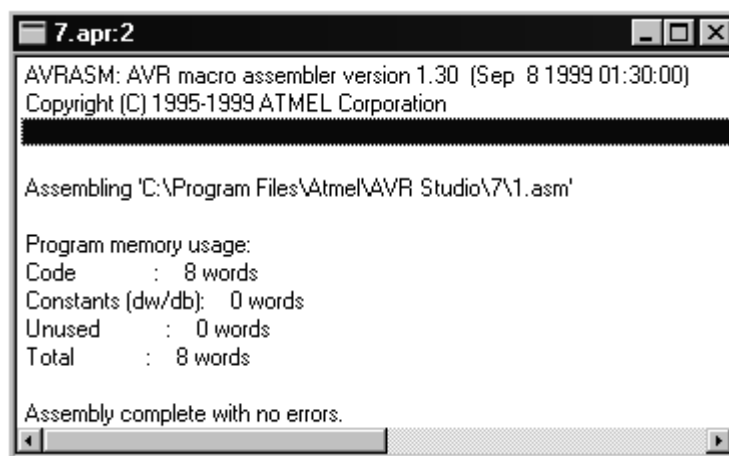 7.apr:2
AVRASM: AVR macro assembler version 1.30  (Sep  8 1999 01:30:00)
Copyright (C) 1995-1999 ATMEL Corporation
Assembling 'C:\Program Files\Atmel\AVR Studio\7\1.asm'
Program memory usage:
Code            :    8 words
Constants (dw/db):    0 words
Unused          :    0 words
Total           :    8 words
Assembly complete with no errors.